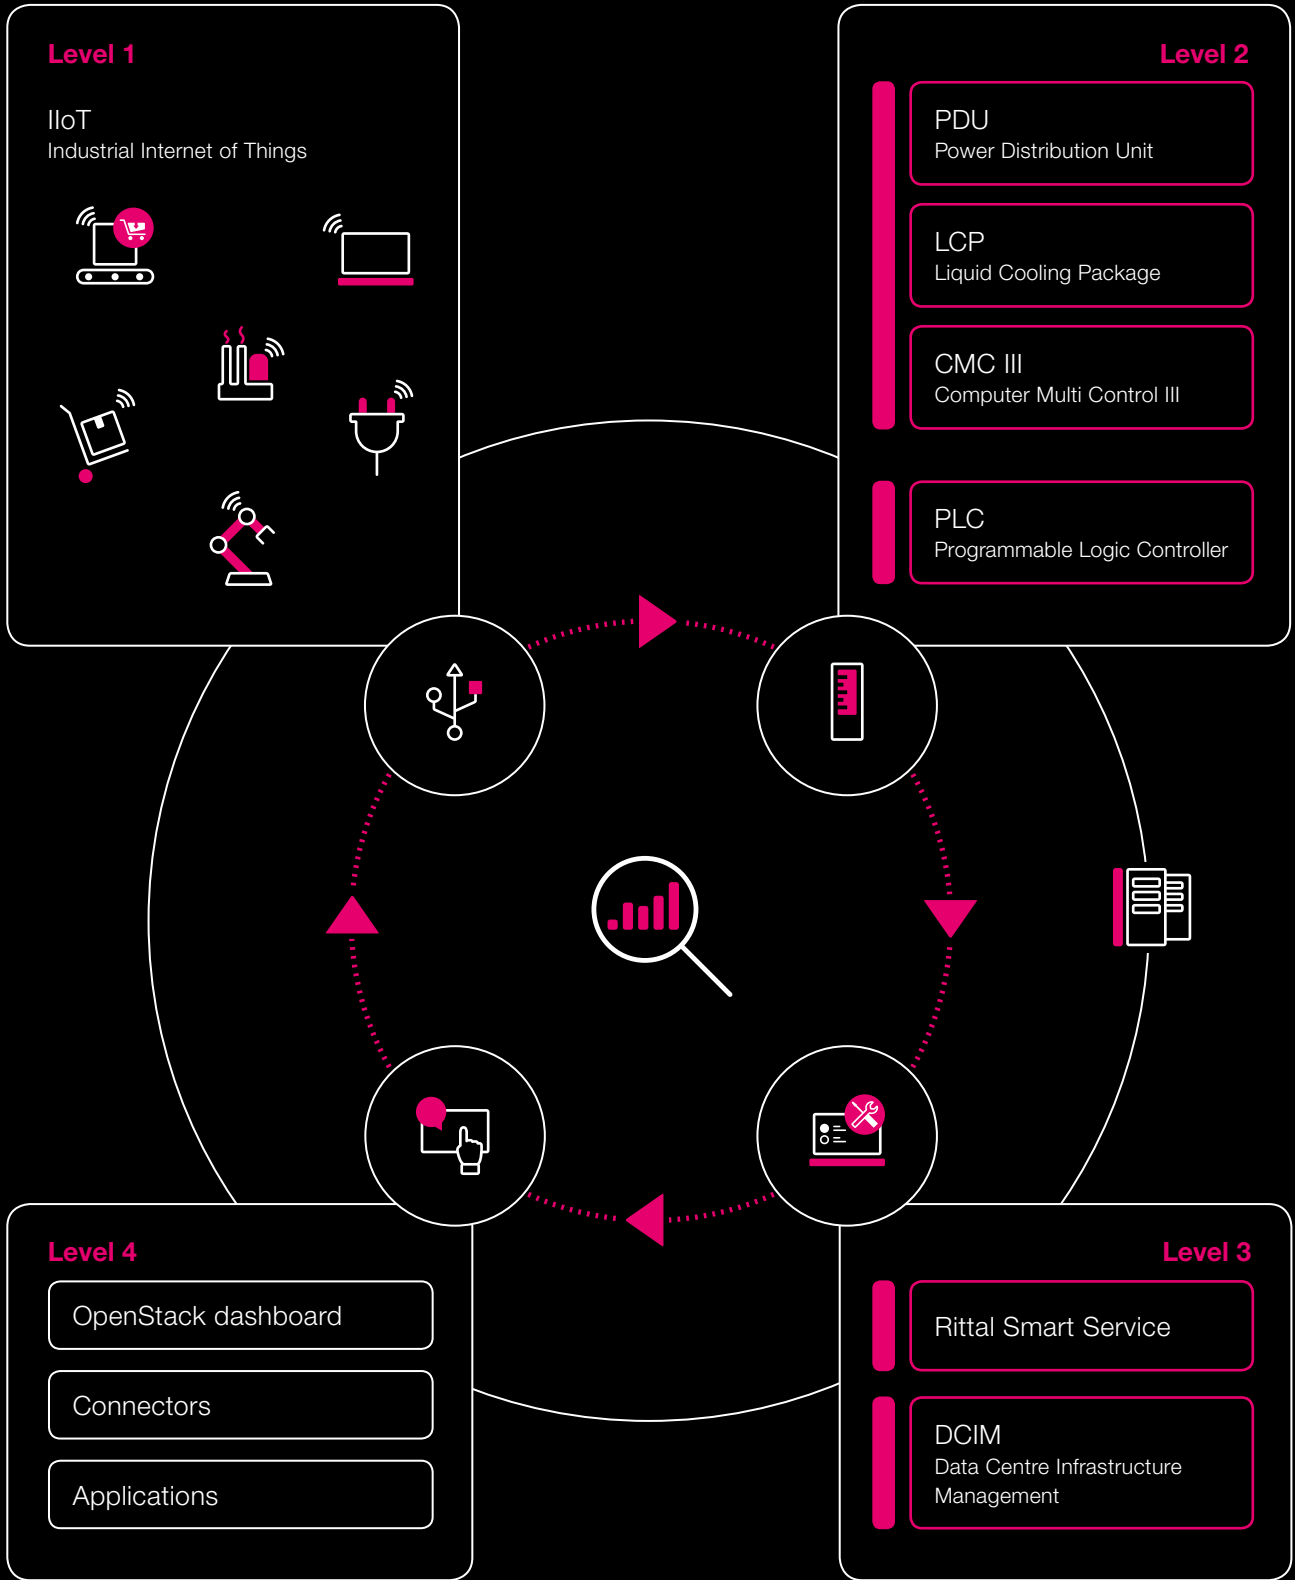 Level 1
IIoT
Industrial Internet of Things
Level 2
PDU
Power Distribution Unit
LCP
Liquid Cooling Package
CMC III
Computer Multi Control III
PLC
Programmable Logic Controller
Level 4
OpenStack dashboard
Connectors
Applications
Level 3
Rittal Smart Service
DCIM
Data Centre Infrastructure
Management